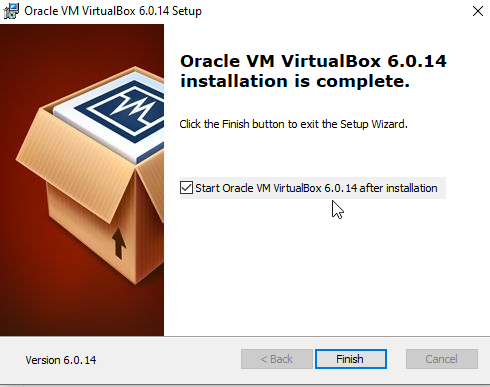 Oracle VM VirtualBox 6.0.14 Setup
Oracle VM VirtualBox 6.0.14
installation is complete.
Click the Finish button to exit the Setup Wizard.
Start Oracle VM VirtualBox 6.0.14 after installation
Version 6.0.14
< Back
Finish
Cancel